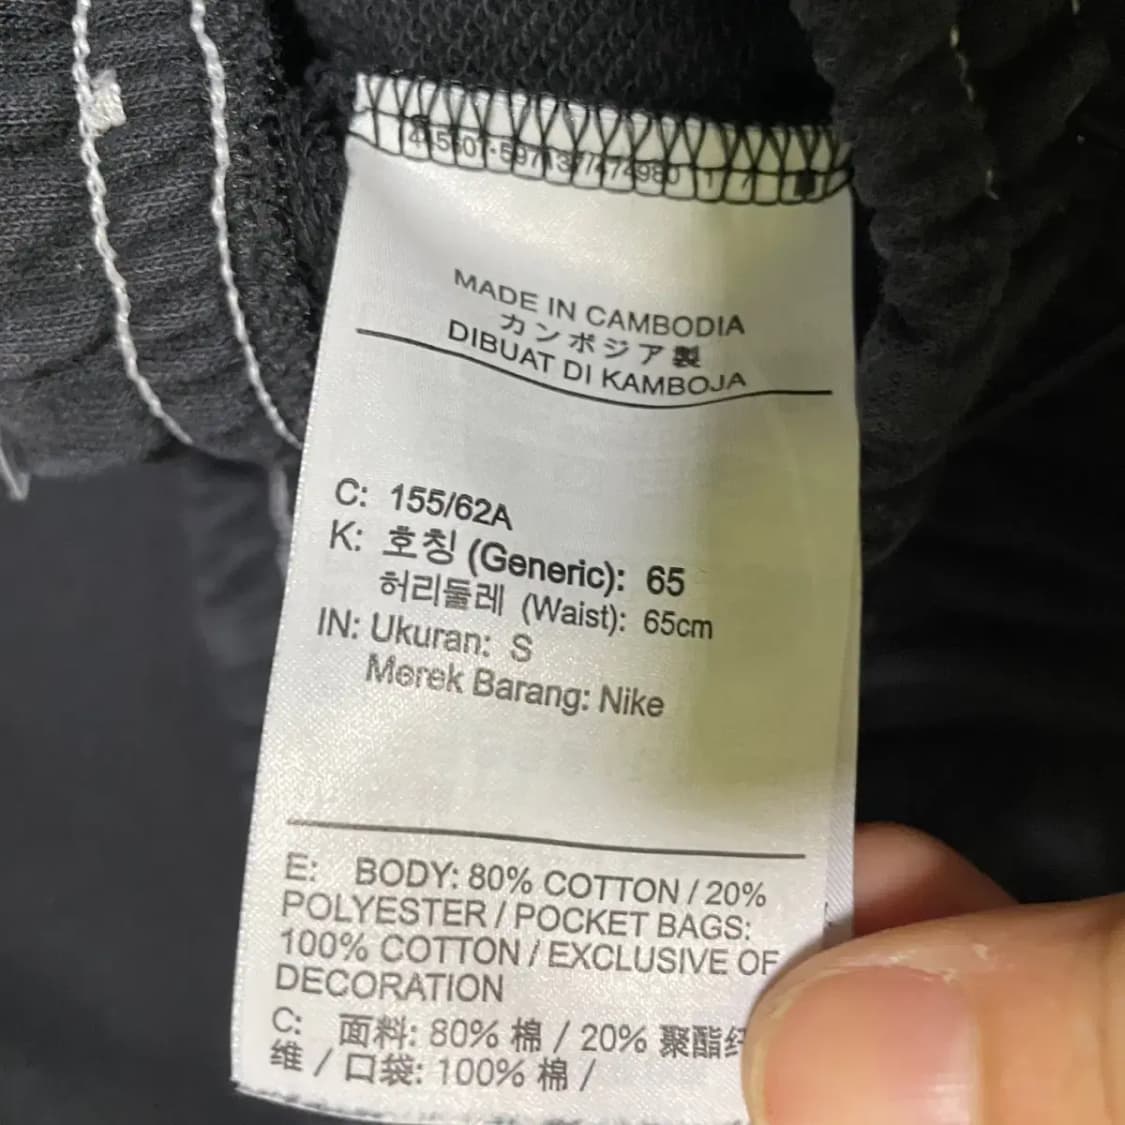 MADE IN CAMBODIA
カンボジア製
DIBUAT DI KAMBOJA
C: 155/62A
K: 호칭 (Generic): 65
허리둘레 (Waist): 65cm
IN: Ukuran: S
Merek Barang: Nike
E: BODY: 80% COTTON / 20%
POLYESTER / POCKET BAGS:
100% COTTON / EXCLUSIVE OF
DECORATION
C: 面料: 80% 棉 / 20% 聚酯纤
维 / 口袋: 100% 棉 /